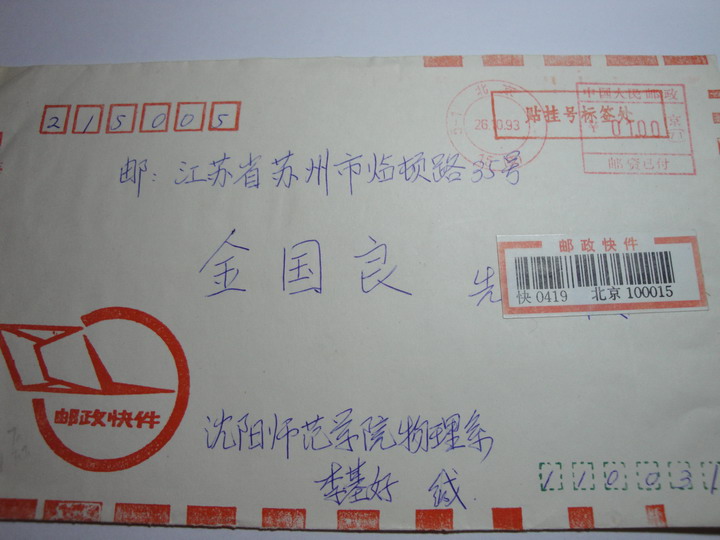 215005
北京
26.10.93
贴挂号标签处
中国人民邮政
京
¥ 0100
邮资已付
邮: 江苏省苏州市临顿路35号
金国良 先
邮政快件
快 0419 北京 100015
邮政快件
沈阳师范学院物理系
李基好 缄
110031